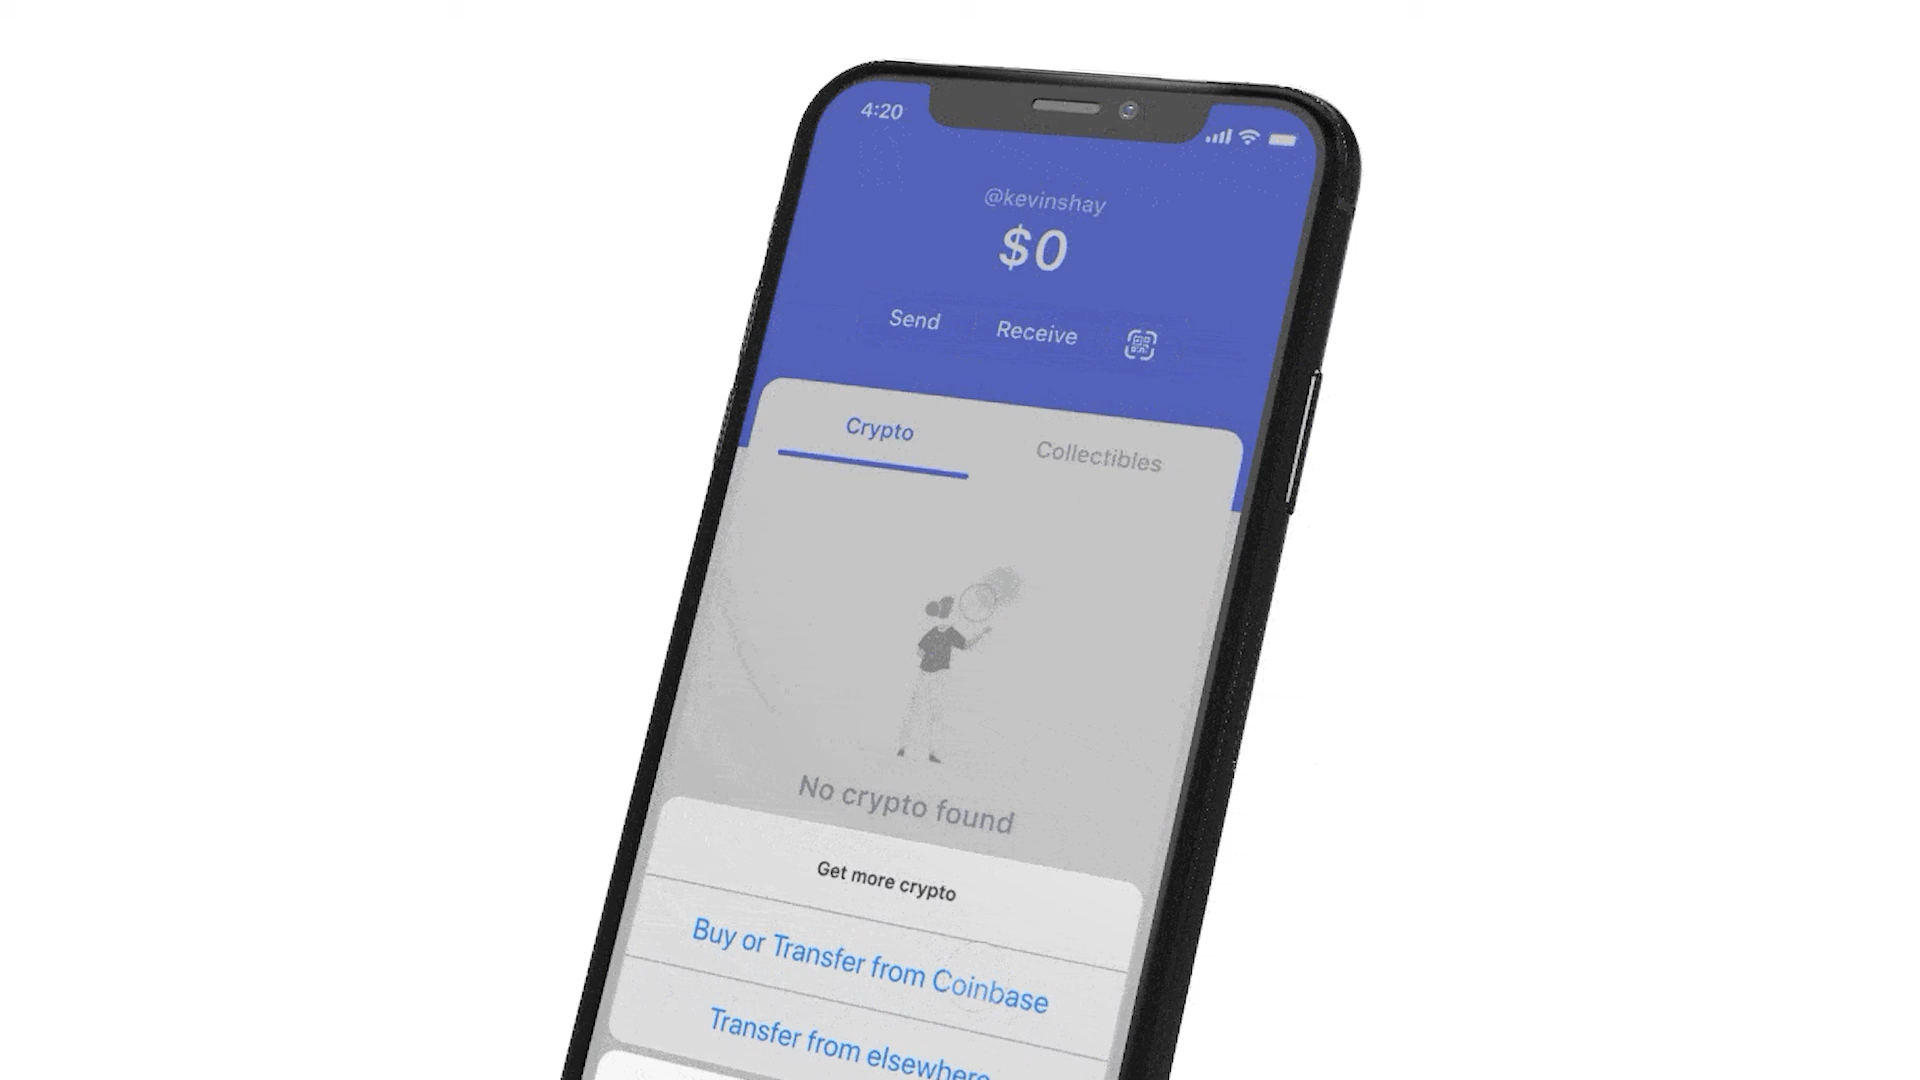 4:20
@kevinshay
$0
Send Receive
Crypto Collectibles
No crypto found
Get more crypto
Buy or Transfer from Coinbase
Transfer from elsewhere